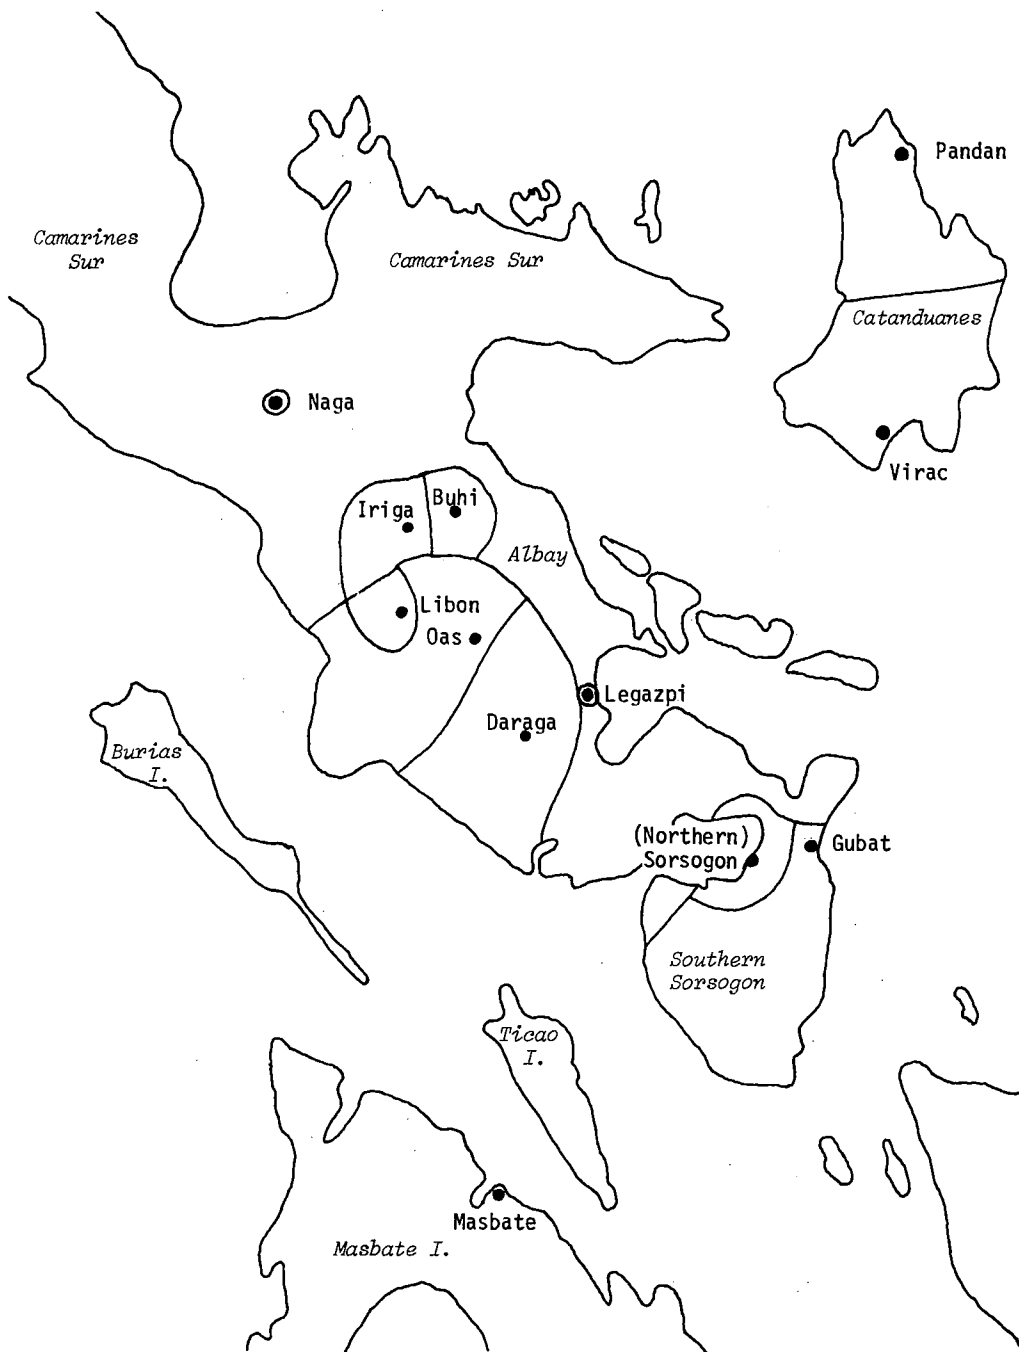 Pandan
Camarines
Sur
Camarines Sur
Catanduanes
Naga
Virac
Buhi
Iriga
Albay
Libon
Oas
Legazpi
Daraga
Burias
I.
(Northern)
Sorsogon
Gubat
Southern
Sorsogon
Ticao
I.
Masbate
Masbate I.